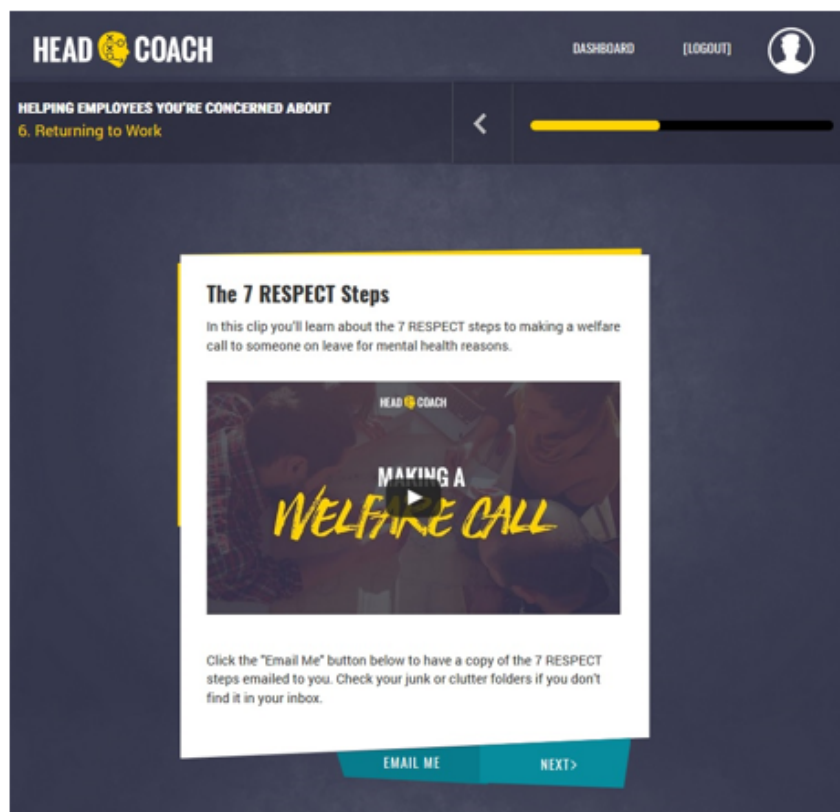 HEAD COACH
DASHBOARD
[LOGOUT]
HELPING EMPLOYEES YOU'RE CONCERNED ABOUT
6. Returning to Work
The 7 RESPECT Steps
In this clip you'll learn about the 7 RESPECT steps to making a welfare
call to someone on leave for mental health reasons.
HEAD COACH
MAKING A
WELFARE CALL
Click the "Email Me" button below to have a copy of the 7 RESPECT
steps emailed to you. Check your junk or clutter folders if you don't
find it in your inbox.
EMAIL ME
NEXT>